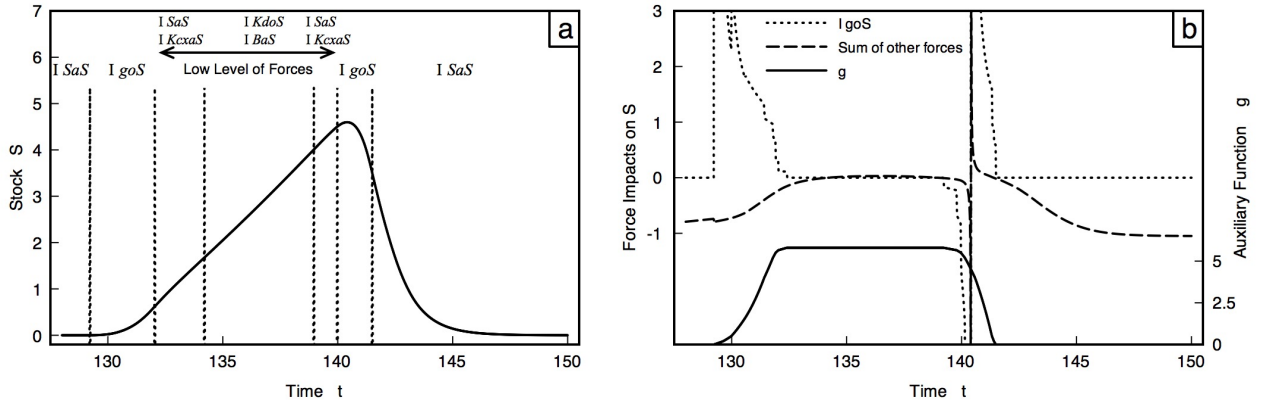 7
6
5
4
3
2
1
0
Stock S
a
I SaS I KdoS I SaS
I KcxaS I BaS I KcxaS
I SaS I goS Low Level of Forces I goS I SaS
130 135 140 145 150
Time t
3
2
1
0
-1
Force Impacts on S
I goS
Sum of other forces
g
b
5
2.5
0
Auxiliary Function g
130 135 140 145 150
Time t